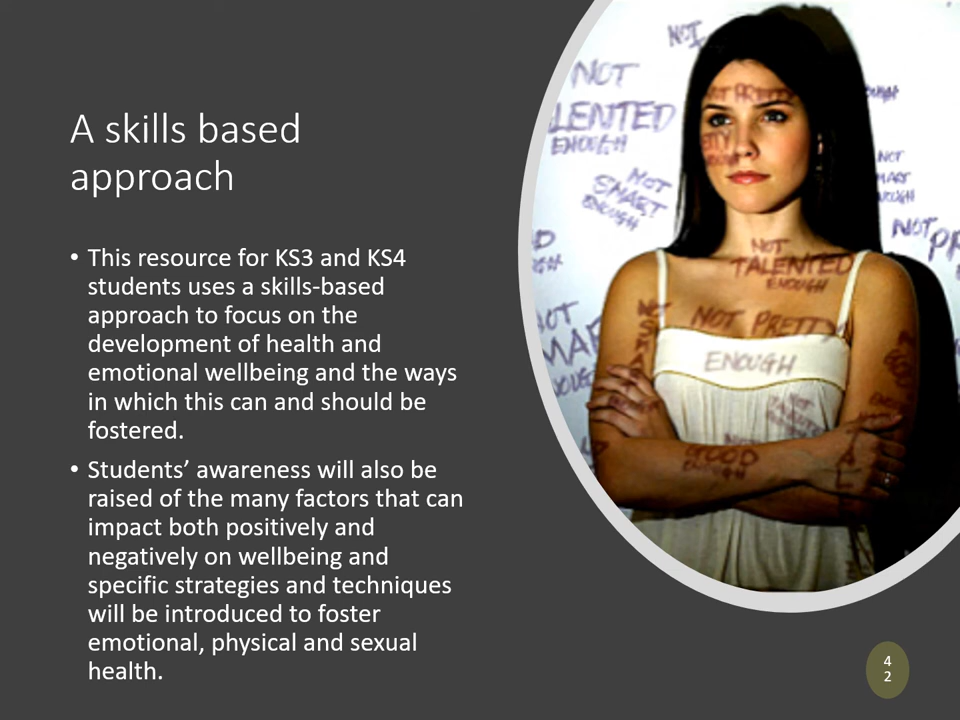 A skills based
approach
• This resource for KS3 and KS4
students uses a skills-based
approach to focus on the
development of health and
emotional wellbeing and the ways
in which this can and should be
fostered.
• Students’ awareness will also be
raised of the many factors that can
impact both positively and
negatively on wellbeing and
specific strategies and techniques
will be introduced to foster
emotional, physical and sexual
health.
NOT
NOT
LENTED
ENOUGH
NOT
SMART
ENOUGH
NOT
NOT
TALENTED
ENOUGH
NOT PRETTY
ENOUGH
NOT
GOOD
4
2